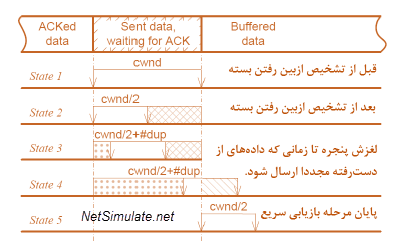 ACKed data
Sent data, waiting for ACK
Buffered data
State 1
cwnd
قبل از تشخیص ازبین رفتن بسته
State 2
cwnd/2
بعد از تشخیص ازبین رفتن بسته
State 3
cwnd/2+#dup
لغزش پنجره تا زمانی که داده‌های از
دست‌رفته مجددا ارسال شود.
State 4
cwnd/2+#dup
State 5
NetSimulate.net
cwnd/2
پایان مرحله بازیابی سریع